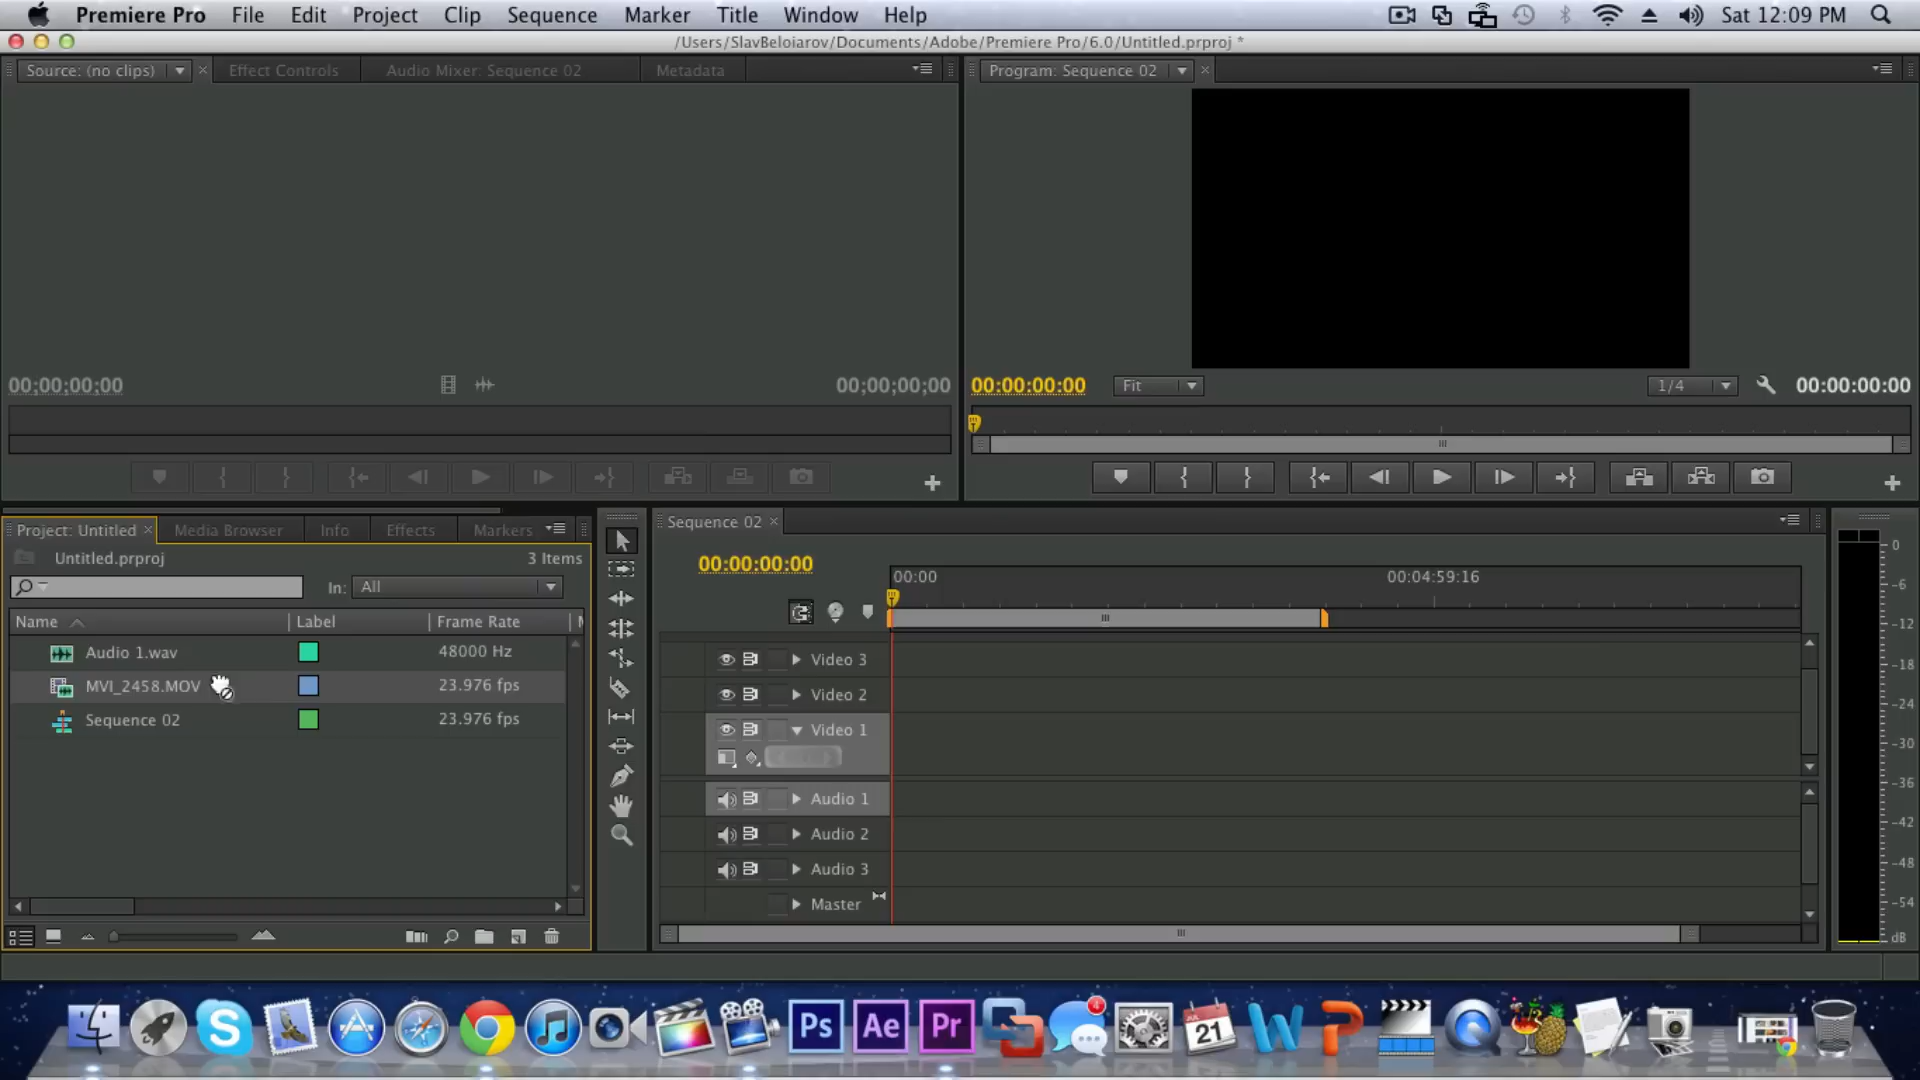 Premiere Pro File Edit Project Clip Sequence Marker Title Window Help Sat 12:09 PM
/Users/SlavBeloiarov/Documents/Adobe/Premiere Pro/6.0/Untitled.prproj *
Source: (no clips) Effect Controls Audio Mixer: Sequence 02 Metadata Program: Sequence 02
00;00;00;00 00;00;00;00 00:00:00:00 Fit 1/4 00:00:00:00
Project: Untitled Media Browser Info Effects Markers
Untitled.prproj 3 Items
In: All
Name Label Frame Rate
Audio 1.wav 48000 Hz
MVI_2458.MOV 23.976 fps
Sequence 02 23.976 fps
Sequence 02
00:00:00:00
00:00 00:04:59:16
Video 3
Video 2
Video 1
Audio 1
Audio 2
Audio 3
Master
0
-6
-12
-18
-24
-30
-36
-42
-48
-54
dB
Ps Ae Pr 4 JUL 21 W P